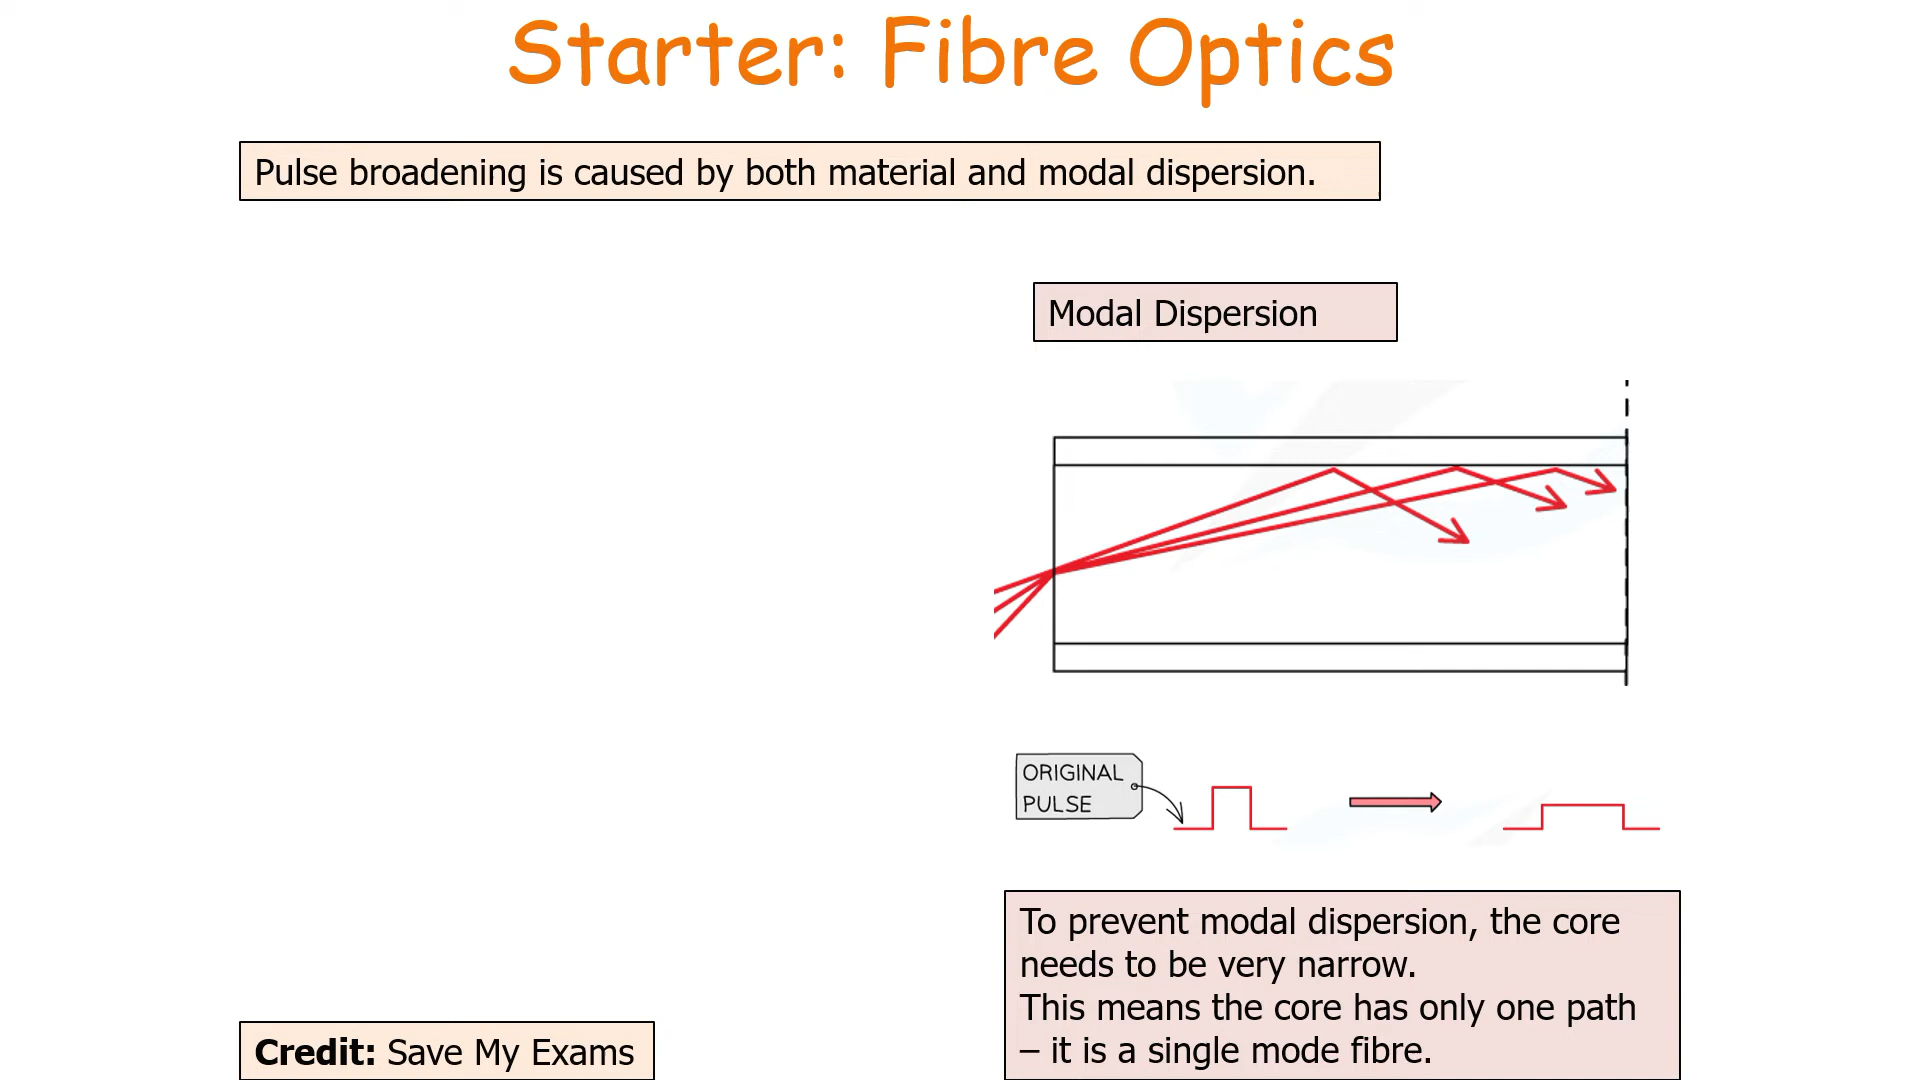 Starter: Fibre Optics
Pulse broadening is caused by both material and modal dispersion.
Modal Dispersion
ORIGINAL
PULSE
To prevent modal dispersion, the core
needs to be very narrow.
This means the core has only one path
– it is a single mode fibre.
Credit: Save My Exams